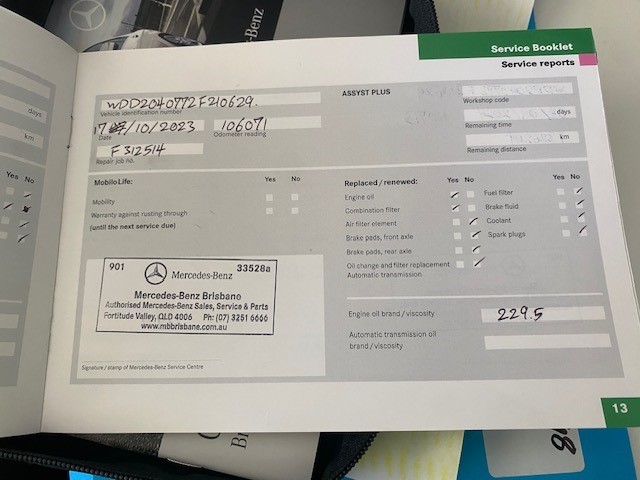 Benz
Service Booklet
Service reports
WDD2040772F210629.
Vehicle identification number
17 /10/2023 106071
Date Odometer reading
F312514
Repair job no.
ASSYST PLUS
Workshop code
days
Remaining time
km
Remaining distance
days
km
Yes No
MobiloLife: Yes No
Mobility
Warranty against rusting through
(until the next service due)
901 33528a
Mercedes-Benz
Mercedes-Benz Brisbane
Authorised Mercedes-Benz Sales, Service & Parts
Fortitude Valley, QLD 4006 Ph: (07) 3251 6666
www.mbbrisbane.com.au
Signature / stamp of Mercedes-Benz Service Centre
Replaced / renewed: Yes No Yes No
Engine oil Fuel filter
Combination filter Brake fluid
Air filter element Coolant
Brake pads, front axle Spark plugs
Brake pads, rear axle
Oil change and filter replacement
Automatic transmission
Engine oil brand / viscosity 229.5
Automatic transmission oil
brand / viscosity
13